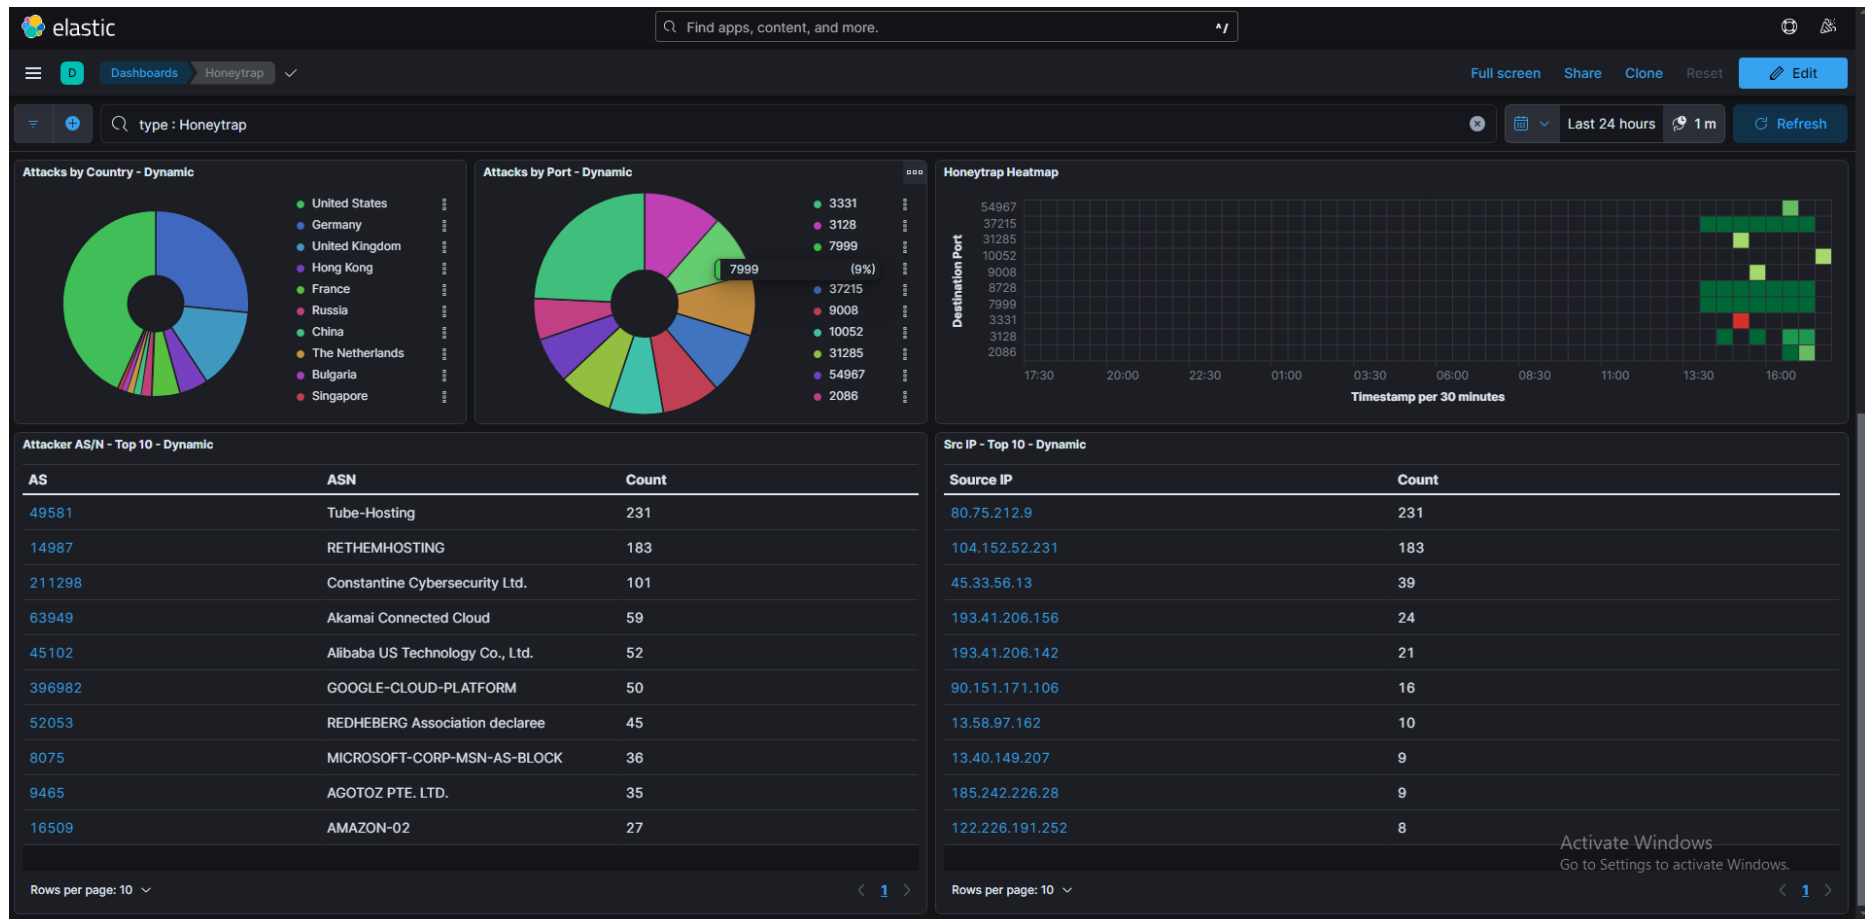 elastic
Find apps, content, and more.
^/
D
Dashboards
Honeytrap
Full screen
Share
Clone
Reset
Edit
type : Honeytrap
Last 24 hours
1 m
Refresh
Attacks by Country - Dynamic
United States
Germany
United Kingdom
Hong Kong
France
Russia
China
The Netherlands
Bulgaria
Singapore
Attacks by Port - Dynamic
3331
3128
7999
7999 (9%)
37215
9008
10052
31285
54967
2086
Honeytrap Heatmap
Destination Port
54967
37215
31285
10052
9008
8728
7999
3331
3128
2086
17:30 20:00 22:30 01:00 03:30 06:00 08:30 11:00 13:30 16:00
Timestamp per 30 minutes
Attacker AS/N - Top 10 - Dynamic
AS ASN Count
49581 Tube-Hosting 231
14987 RETHEMHOSTING 183
211298 Constantine Cybersecurity Ltd. 101
63949 Akamai Connected Cloud 59
45102 Alibaba US Technology Co., Ltd. 52
396982 GOOGLE-CLOUD-PLATFORM 50
52053 REDHEBERG Association declaree 45
8075 MICROSOFT-CORP-MSN-AS-BLOCK 36
9465 AGOTOZ PTE. LTD. 35
16509 AMAZON-02 27
Rows per page: 10
1
Src IP - Top 10 - Dynamic
Source IP Count
80.75.212.9 231
104.152.52.231 183
45.33.56.13 39
193.41.206.156 24
193.41.206.142 21
90.151.171.106 16
13.58.97.162 10
13.40.149.207 9
185.242.226.28 9
122.226.191.252 8
Rows per page: 10
1
Activate Windows
Go to Settings to activate Windows.